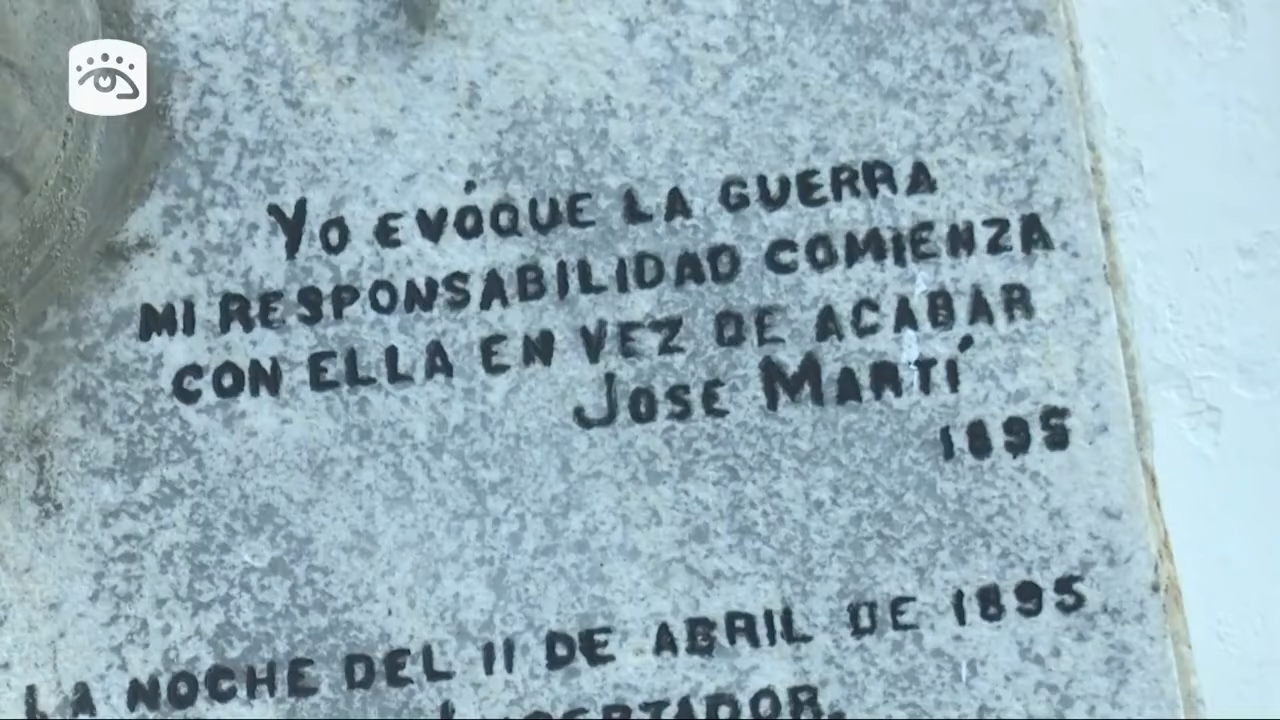 YO EVÓQUE LA GUERRA
MI RESPONSABILIDAD COMIENZA
CON ELLA EN VEZ DE ACABAR
JOSE MARTÍ
1895
LA NOCHE DEL 11 DE ABRIL DE 1895